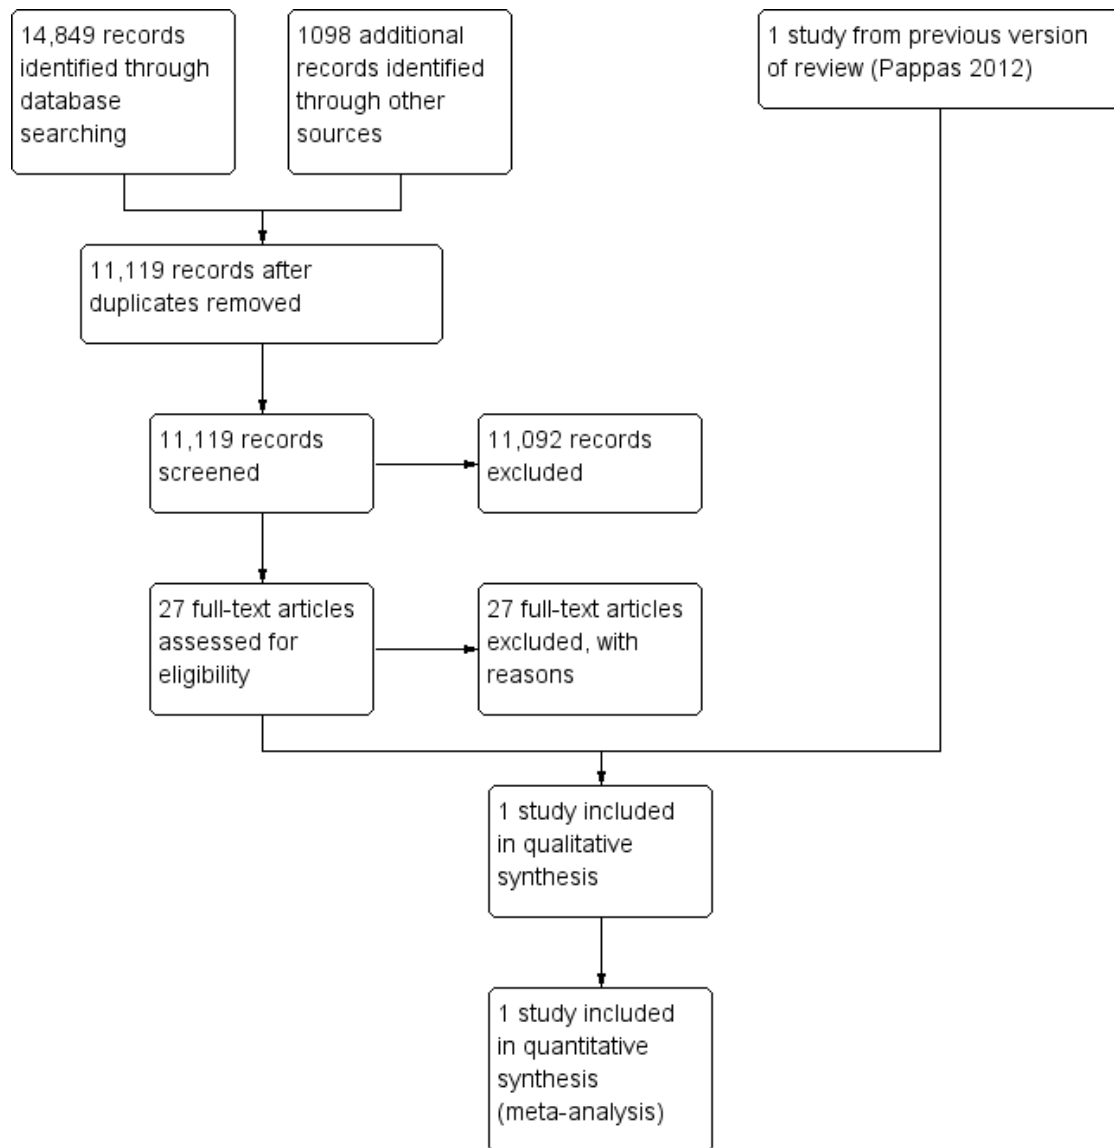 14,849 records
identified through
database
searching
1098 additional
records identified
through other
sources
1 study from previous version
of review (Pappas 2012)
11,119 records after
duplicates removed
11,119 records
screened
11,092 records
excluded
27 full-text articles
assessed for
eligibility
27 full-text articles
excluded, with
reasons
1 study included
in qualitative
synthesis
1 study included
in quantitative
synthesis
(meta-analysis)